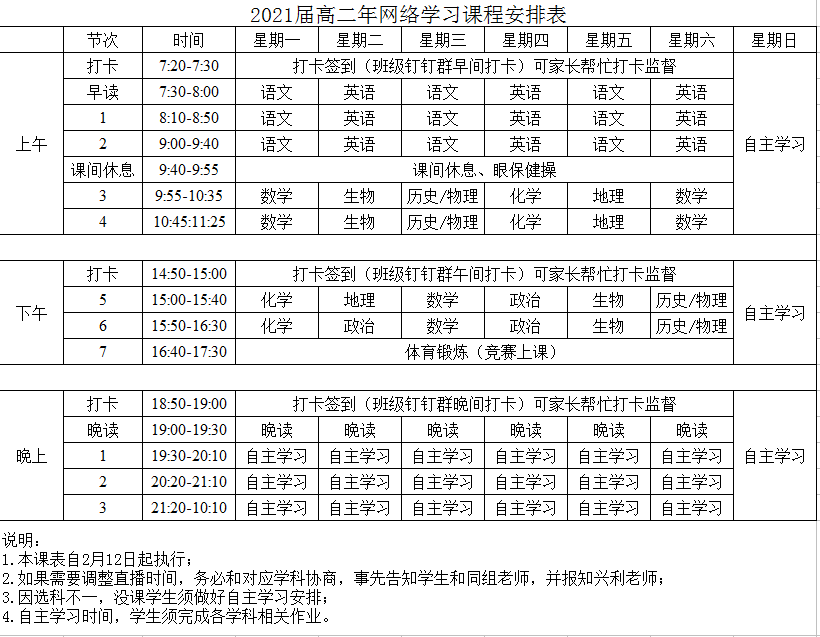 2021届高二年网络学习课程安排表
节次 时间 星期一 星期二 星期三 星期四 星期五 星期六 星期日
上午 打卡 7:20-7:30 打卡签到（班级钉钉群早间打卡）可家长帮忙打卡监督 自主学习
早读 7:30-8:00 语文 英语 语文 英语 语文 英语
1 8:10-8:50 语文 英语 语文 英语 语文 英语
2 9:00-9:40 语文 英语 语文 英语 语文 英语
课间休息 9:40-9:55 课间休息、眼保健操
3 9:55-10:35 数学 生物 历史/物理 化学 地理 数学
4 10:45:11:25 数学 生物 历史/物理 化学 地理 数学
下午 打卡 14:50-15:00 打卡签到（班级钉钉群午间打卡）可家长帮忙打卡监督 自主学习
5 15:00-15:40 化学 地理 数学 政治 生物 历史/物理
6 15:50-16:30 化学 政治 数学 政治 生物 历史/物理
7 16:40-17:30 体育锻炼（竞赛上课）
晚上 打卡 18:50-19:00 打卡签到（班级钉钉群晚间打卡）可家长帮忙打卡监督 自主学习
晚读 19:00-19:30 晚读 晚读 晚读 晚读 晚读 晚读
1 19:30-20:10 自主学习 自主学习 自主学习 自主学习 自主学习 自主学习
2 20:20-21:10 自主学习 自主学习 自主学习 自主学习 自主学习 自主学习
3 21:20-10:10 自主学习 自主学习 自主学习 自主学习 自主学习 自主学习
说明：
1.本课表自2月12日起执行；
2.如果需要调整直播时间，务必和对应学科协商，事先告知学生和同组老师，并报知兴利老师；
3.因选科不一，没课学生须做好自主学习安排；
4.自主学习时间，学生须完成各学科相关作业。